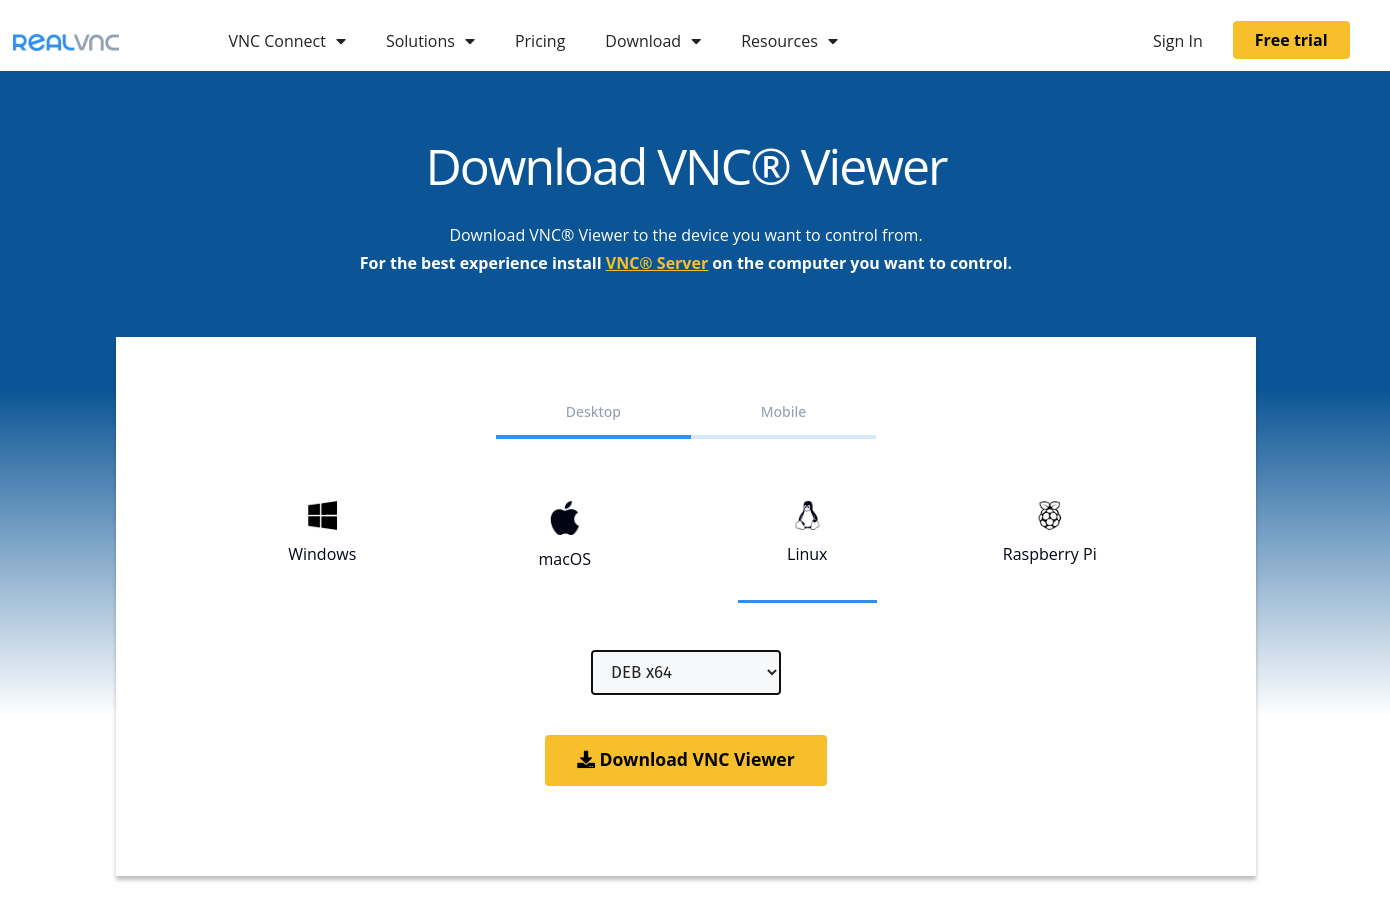 REALVNC VNC Connect Solutions Pricing Download Resources Sign In Free trial
Download VNC® Viewer
Download VNC® Viewer to the device you want to control from.
For the best experience install VNC® Server on the computer you want to control.
Desktop Mobile
Windows macOS Linux Raspberry Pi
DEB x64
Download VNC Viewer